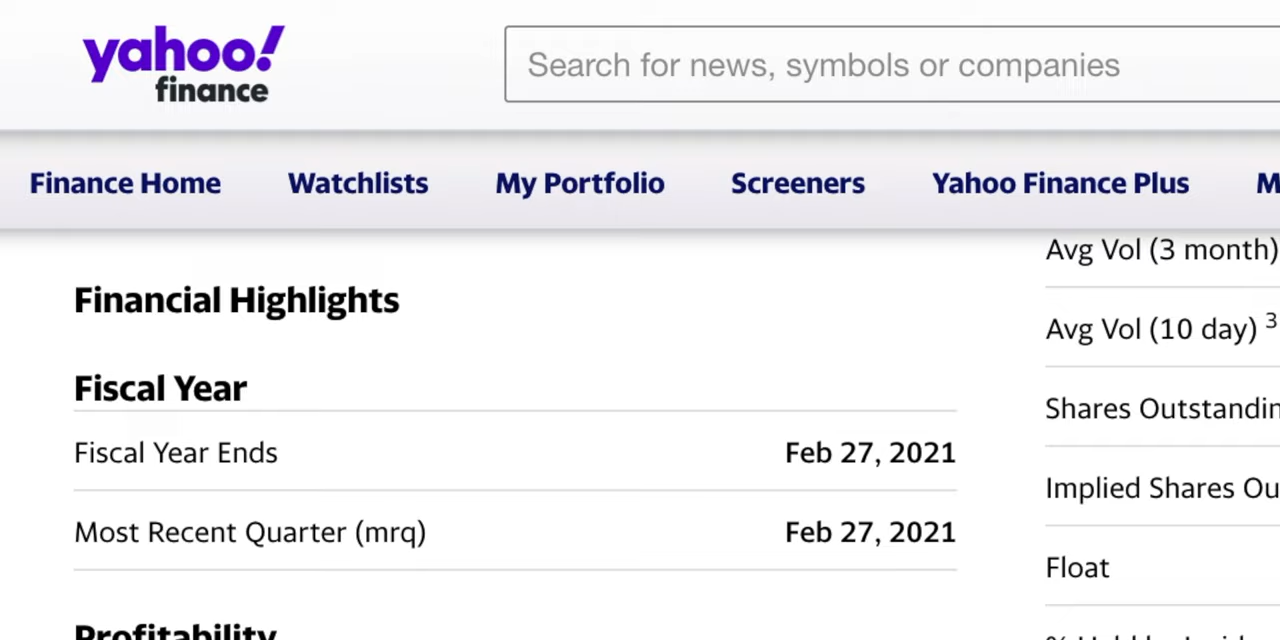 yahoo!
finance
Search for news, symbols or companies
Finance Home Watchlists My Portfolio Screeners Yahoo Finance Plus
Financial Highlights
Fiscal Year
Fiscal Year Ends Feb 27, 2021
Most Recent Quarter (mrq) Feb 27, 2021
Profitability
Avg Vol (3 month)
Avg Vol (10 day) 3
Shares Outstandin
Implied Shares Ou
Float